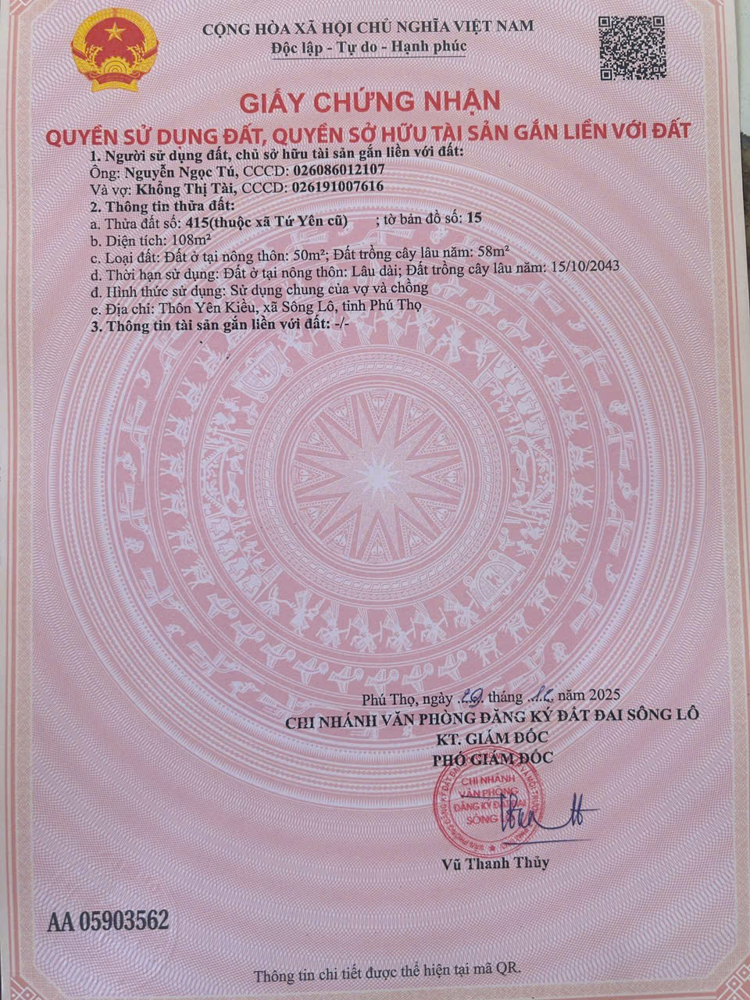 CỘNG HÒA XÃ HỘI CHỦ NGHĨA VIỆT NAM
Độc lập - Tự do - Hạnh phúc
GIẤY CHỨNG NHẬN
QUYỀN SỬ DỤNG ĐẤT, QUYỀN SỞ HỮU TÀI SẢN GẮN LIỀN VỚI ĐẤT
1. Người sử dụng đất, chủ sở hữu tài sản gắn liền với đất:
Ông: Nguyễn Ngọc Tú, CCCD: 026086012107
Và vợ: Khổng Thị Tài, CCCD: 026191007616
2. Thông tin thửa đất:
a. Thửa đất số: 415(thuộc xã Tứ Yên cũ) ; tờ bản đồ số: 15
b. Diện tích: 108m²
c. Loại đất: Đất ở tại nông thôn: 50m²; Đất trồng cây lâu năm: 58m²
d. Thời hạn sử dụng: Đất ở tại nông thôn: Lâu dài; Đất trồng cây lâu năm: 15/10/2043
đ. Hình thức sử dụng: Sử dụng chung của vợ và chồng
e. Địa chỉ: Thôn Yên Kiều, xã Sông Lô, tỉnh Phú Thọ
3. Thông tin tài sản gắn liền với đất: -/-
Phú Thọ, ngày 29 tháng 12 năm 2025
CHI NHÁNH VĂN PHÒNG ĐĂNG KÝ ĐẤT ĐAI SÔNG LÔ
KT. GIÁM ĐỐC
PHÓ GIÁM ĐỐC
CHI NHÁNH
VĂN PHÒNG
ĐĂNG KÝ ĐẤT ĐAI
SÔNG LÔ
Vũ Thanh Thủy
AA 05903562
Thông tin chi tiết được thể hiện tại mã QR.